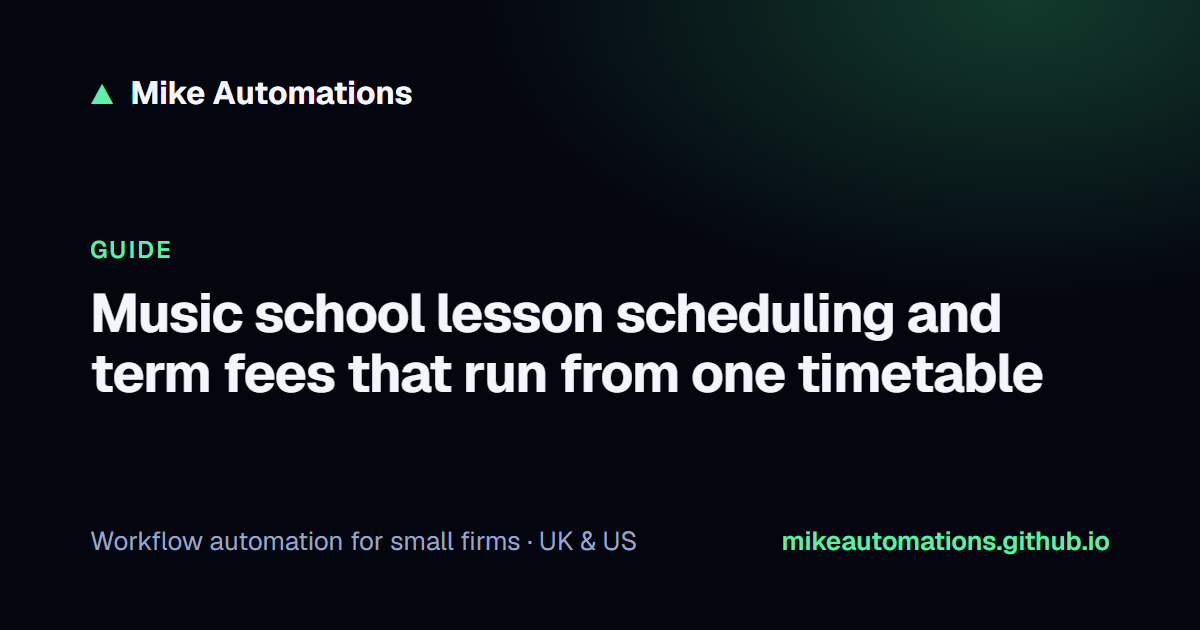 Mike Automations
GUIDE
Music school lesson scheduling and
term fees that run from one timetable
Workflow automation for small firms · UK & US
mikeautomations.github.io